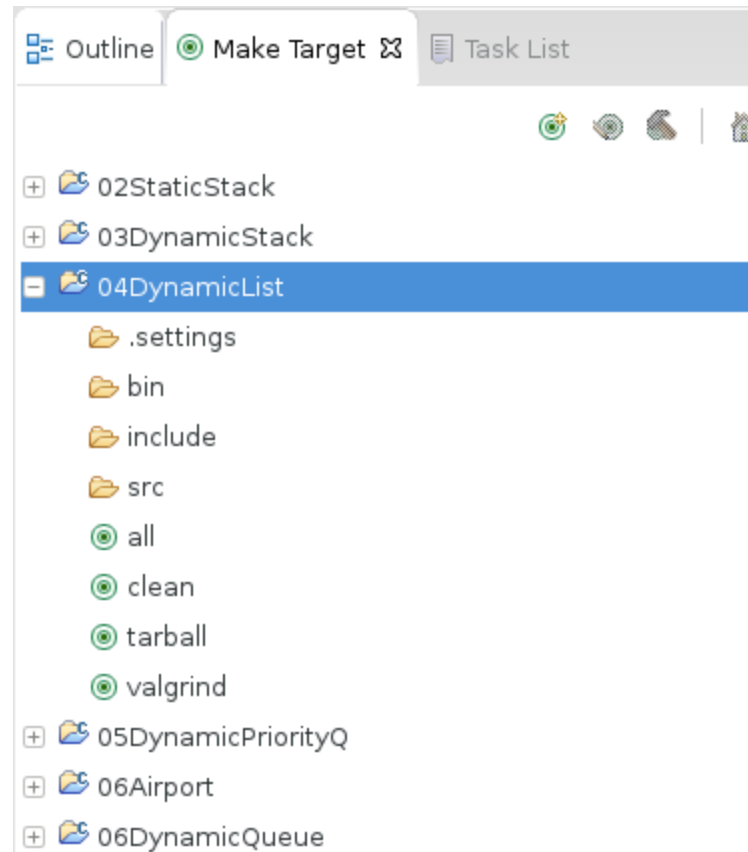 Outline Make Target Task List
02StaticStack
03DynamicStack
04DynamicList
.settings
bin
include
src
all
clean
tarball
valgrind
05DynamicPriorityQ
06Airport
06DynamicQueue